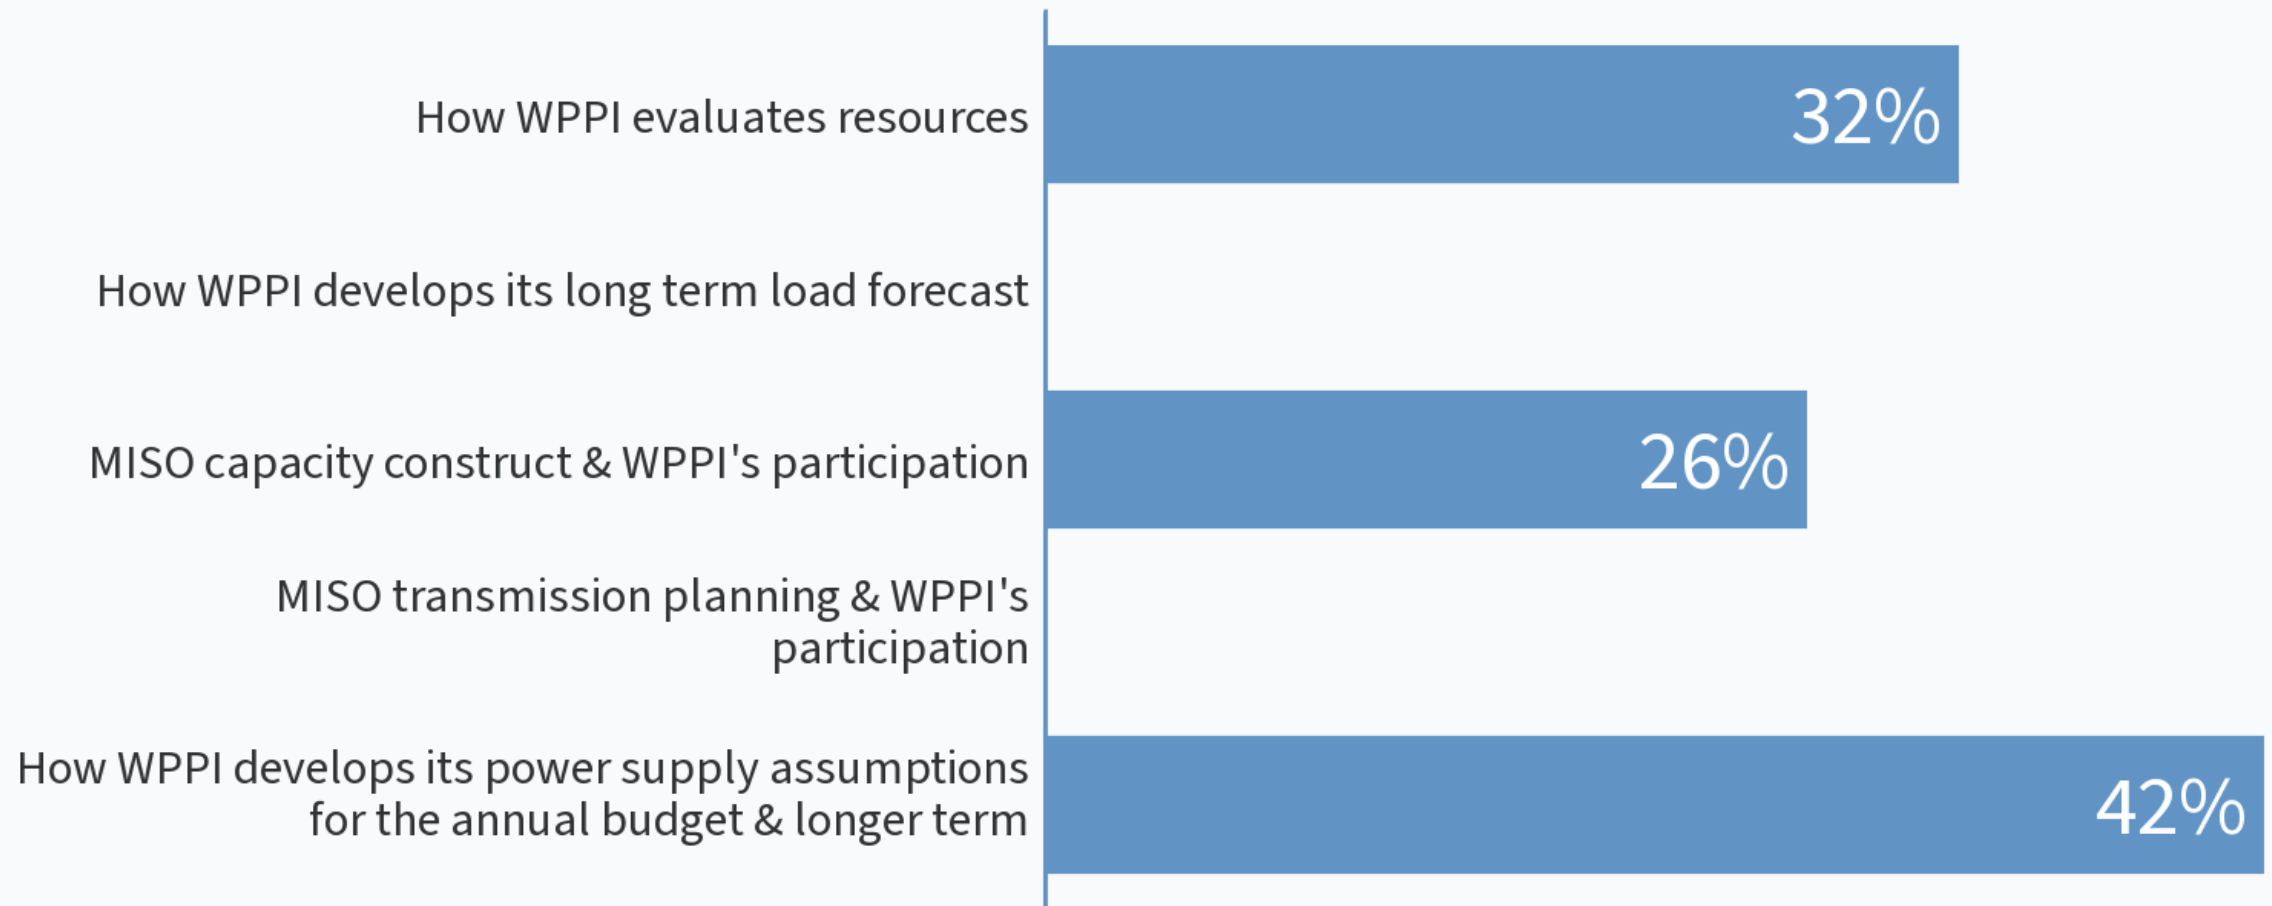 How WPPI evaluates resources
32%
How WPPI develops its long term load forecast
MISO capacity construct & WPPI's participation
26%
MISO transmission planning & WPPI's
participation
How WPPI develops its power supply assumptions
for the annual budget & longer term
42%